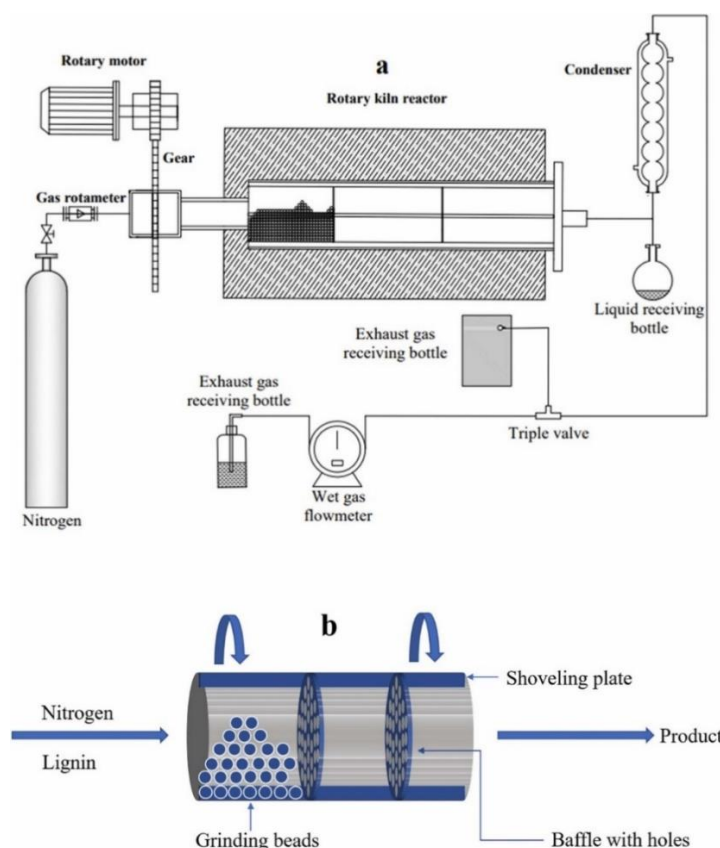 a
Rotary motor
Condenser
Rotary kiln reactor
Gear
Gas rotameter
Liquid receiving
bottle
Exhaust gas
receiving bottle
Exhaust gas
receiving bottle
Triple valve
Wet gas
flowmeter
Nitrogen
b
Shoveling plate
Nitrogen
Product
Lignin
Grinding beads
Baffle with holes